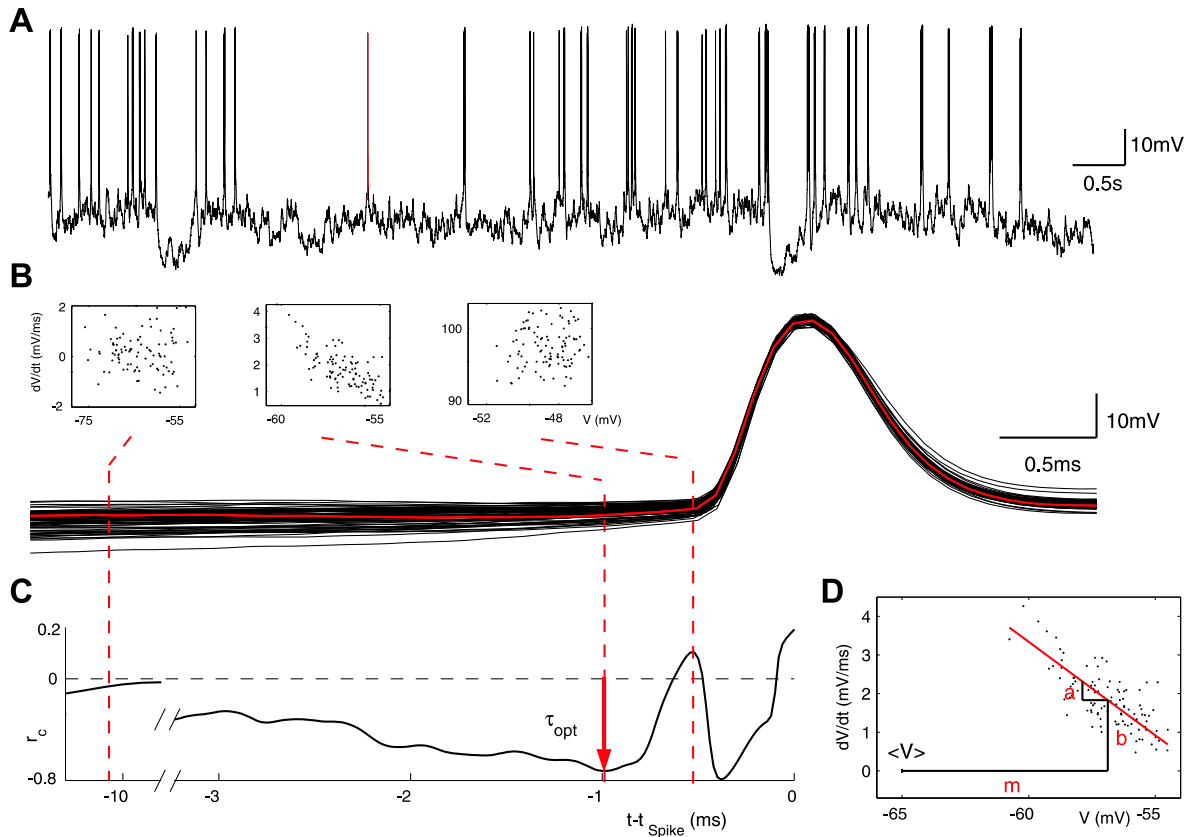 A
10mV
0.5s
B
dV/dt (mV/ms)
2
0
-2
-75
-55
4
3
2
1
-60
-55
100
90
-52
-48
V (mV)
10mV
0.5ms
C
0.2
0
-0.8
r_c
τ_opt
-10
-3
-2
-1
0
t-t_Spike (ms)
D
dV/dt (mV/ms)
4
3
2
1
0
a
b
<V>
m
-65
-60
-55
V (mV)